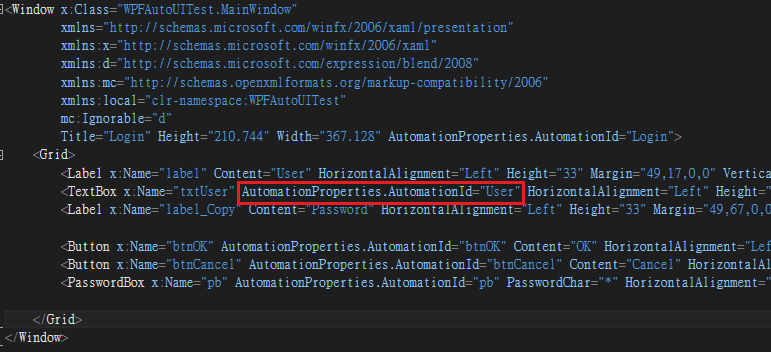 <Window x:Class="WPFAutoUITest.MainWindow"
xmlns="http://schemas.microsoft.com/winfx/2006/xaml/presentation"
xmlns:x="http://schemas.microsoft.com/winfx/2006/xaml"
xmlns:d="http://schemas.microsoft.com/expression/blend/2008"
xmlns:mc="http://schemas.openxmlformats.org/markup-compatibility/2006"
xmlns:local="clr-namespace:WPFAutoUITest"
mc:Ignorable="d"
Title="Login" Height="210.744" Width="367.128" AutomationProperties.AutomationId="Login">
<Grid>
<Label x:Name="label" Content="User" HorizontalAlignment="Left" Height="33" Margin="49,17,0,0" Vertica
<TextBox x:Name="txtUser" AutomationProperties.AutomationId="User" HorizontalAlignment="Left" Height="
<Label x:Name="label_Copy" Content="Password" HorizontalAlignment="Left" Height="33" Margin="49,67,0,0
<Button x:Name="btnOK" AutomationProperties.AutomationId="btnOK" Content="OK" HorizontalAlignment="Lef
<Button x:Name="btnCancel" AutomationProperties.AutomationId="btnCancel" Content="Cancel" HorizontalAl
<PasswordBox x:Name="pb" AutomationProperties.AutomationId="pb" PasswordChar="*" HorizontalAlignment="
</Grid>
</Window>